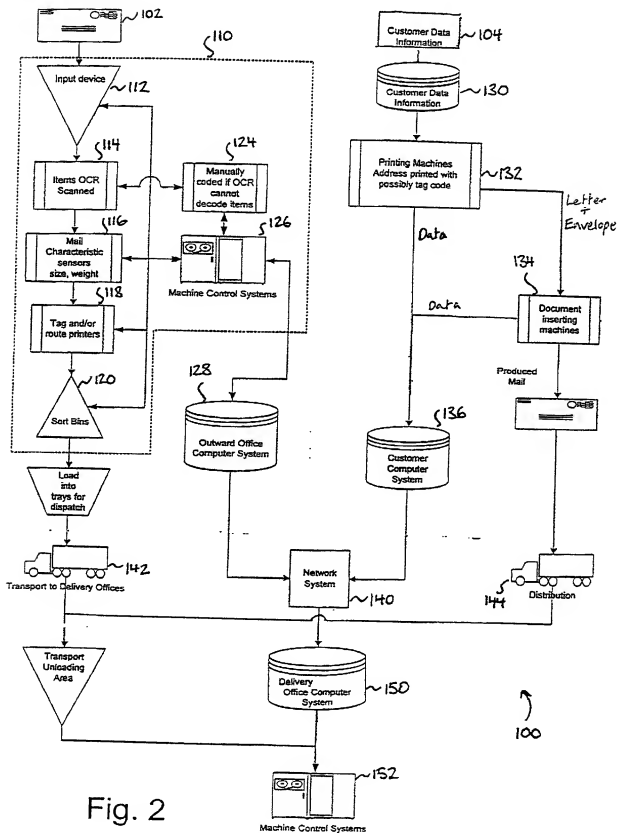 102
110
104
Customer Data
Information
Input device
112
Customer Data
Information
130
114
124
Items OCR
Scanned
Manually
coded if OCR
cannot
decode items
Printing Machines
Address printed with
possibly tag code
132
116
126
Letter
+
Envelope
Mail
Characteristic
sensors
size, weight
Machine Control Systems
Data
118
134
Tag and/or
route printers
Data
Document
inserting
machines
120
128
136
Produced
Mail
Sort Bins
Outward Office
Computer System
Customer
Computer
System
Load
into
trays for
dispatch
142
Transport to Delivery Offices
Network
System
140
144
Distribution
Transport
Unloading
Area
Delivery
Office Computer
System
150
100
152
Fig. 2
Machine Control Systems